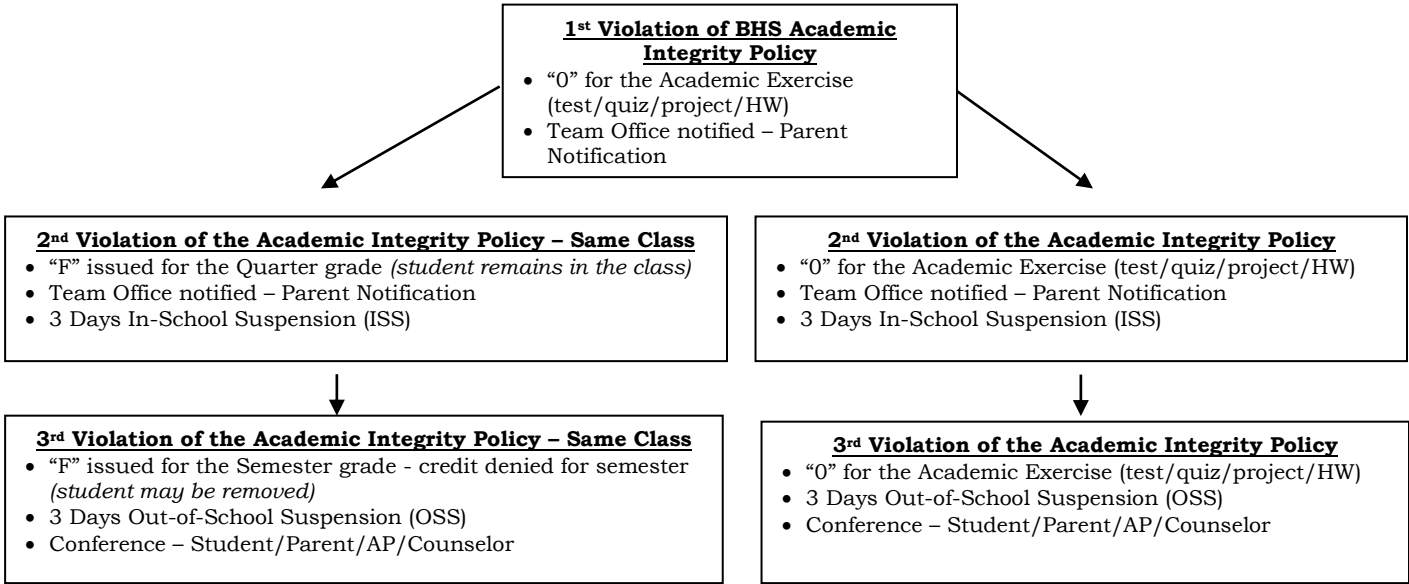 1st Violation of BHS Academic
Integrity Policy
• “0” for the Academic Exercise
(test/quiz/project/HW)
• Team Office notified – Parent
Notification
2nd Violation of the Academic Integrity Policy – Same Class
• “F” issued for the Quarter grade (student remains in the class)
• Team Office notified – Parent Notification
• 3 Days In-School Suspension (ISS)
2nd Violation of the Academic Integrity Policy
• “0” for the Academic Exercise (test/quiz/project/HW)
• Team Office notified – Parent Notification
• 3 Days In-School Suspension (ISS)
3rd Violation of the Academic Integrity Policy – Same Class
• “F” issued for the Semester grade - credit denied for semester
(student may be removed)
• 3 Days Out-of-School Suspension (OSS)
• Conference – Student/Parent/AP/Counselor
3rd Violation of the Academic Integrity Policy
• “0” for the Academic Exercise (test/quiz/project/HW)
• 3 Days Out-of-School Suspension (OSS)
• Conference – Student/Parent/AP/Counselor